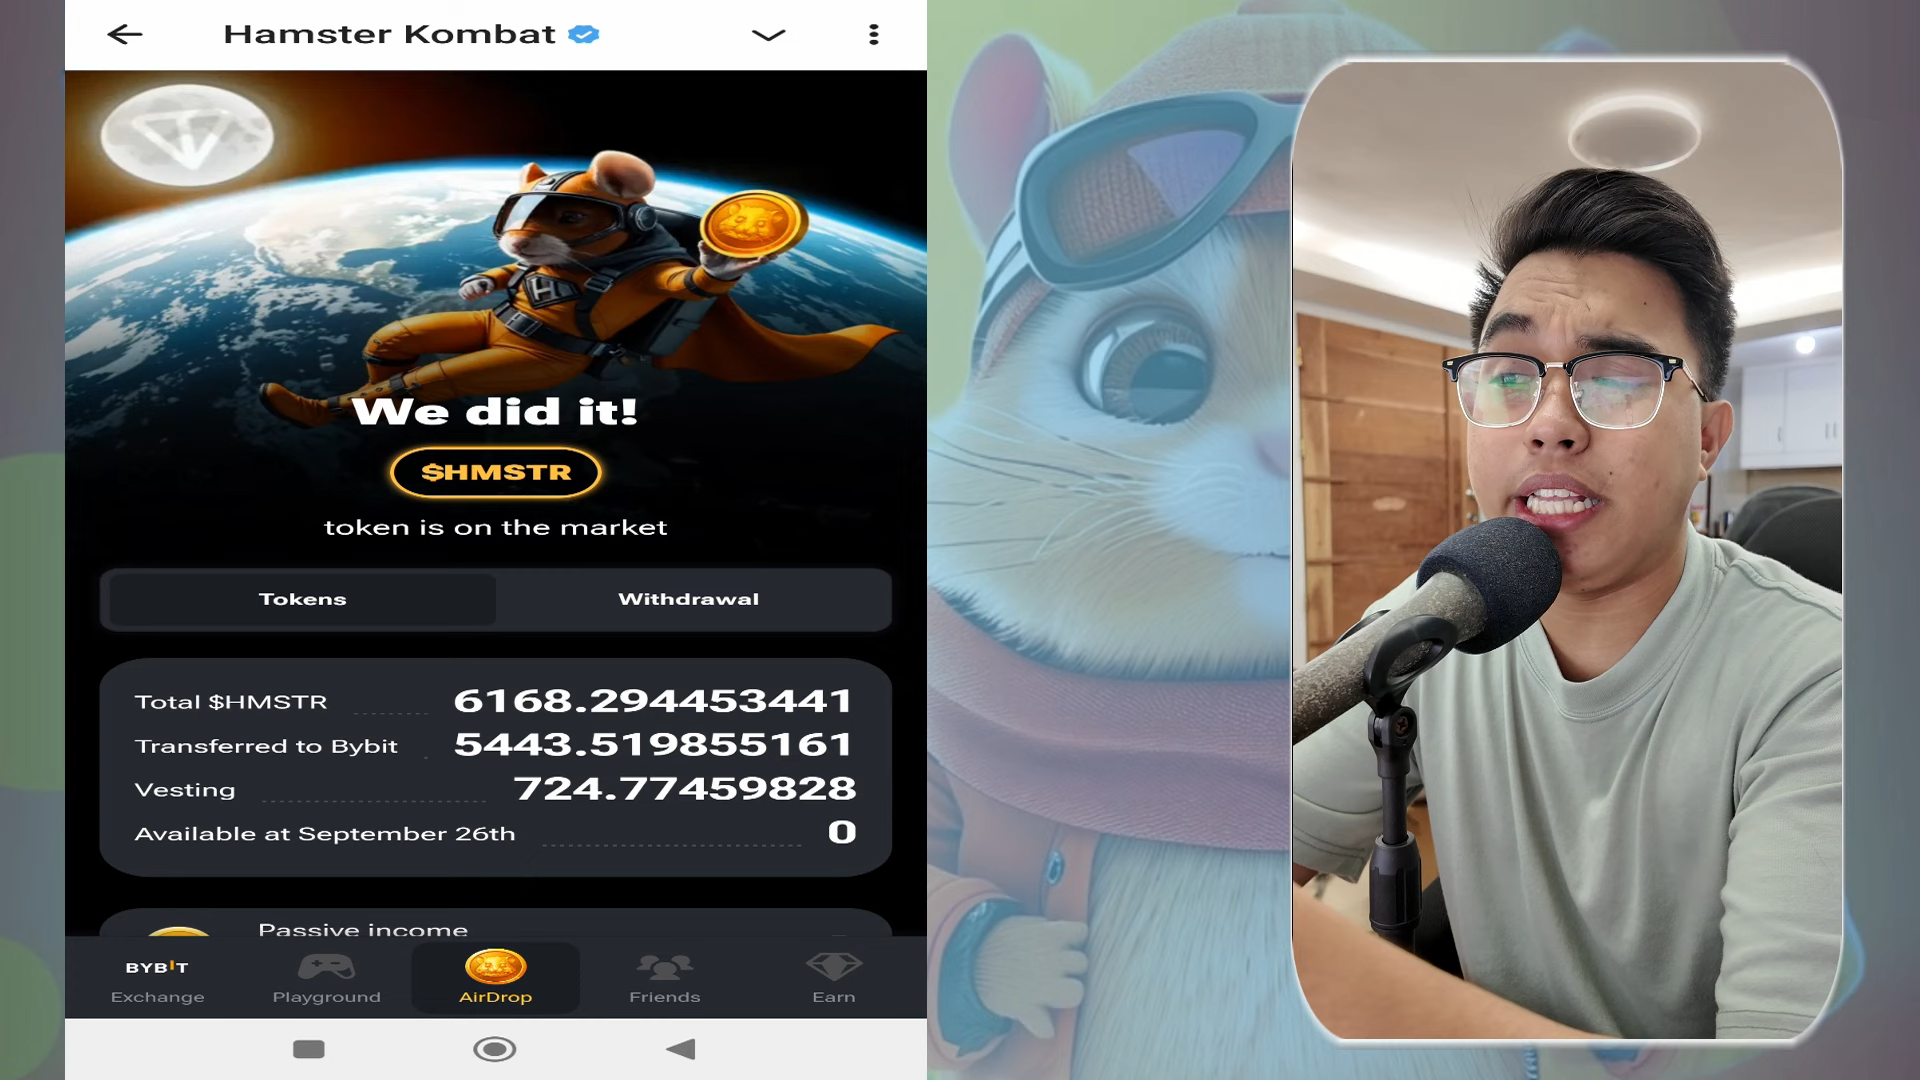 Hamster Kombat
We did it!
$HMSTR
token is on the market
Tokens
Withdrawal
Total $HMSTR 6168.294453441
Transferred to Bybit 5443.519855161
Vesting 724.77459828
Available at September 26th 0
Passive income
BYBIT
Exchange
Playground
AirDrop
Friends
Earn